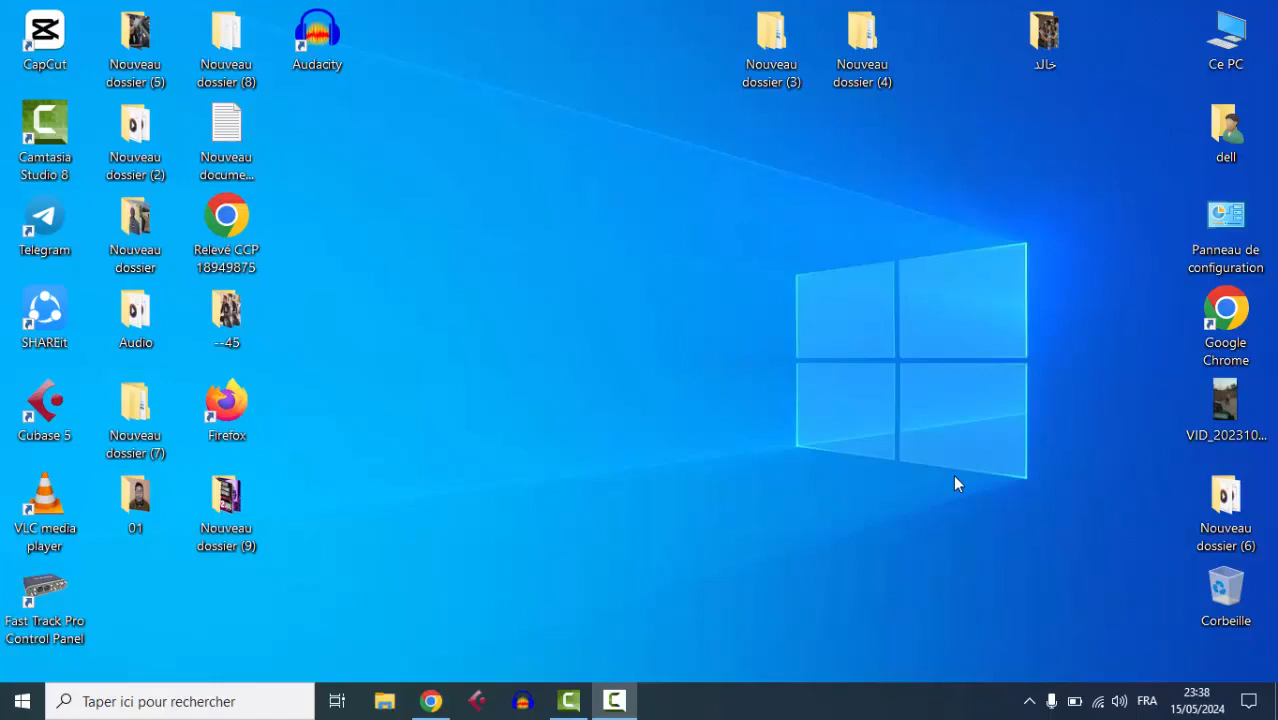 CapCut
Nouveau
dossier (5)
Nouveau
dossier (8)
Audacity
Nouveau
dossier (3)
Nouveau
dossier (4)
خالد
Ce PC
Camtasia
Studio 8
Nouveau
dossier (2)
Nouveau
docume...
dell
Telegram
Nouveau
dossier
Relevé CCP
18949875
Panneau de
configuration
SHAREit
Audio
--45
Google
Chrome
Cubase 5
Nouveau
dossier (7)
Firefox
VID_202310...
VLC media
player
01
Nouveau
dossier (9)
Nouveau
dossier (6)
Fast Track Pro
Control Panel
Corbeille
Taper ici pour rechercher
FRA
23:38
15/05/2024